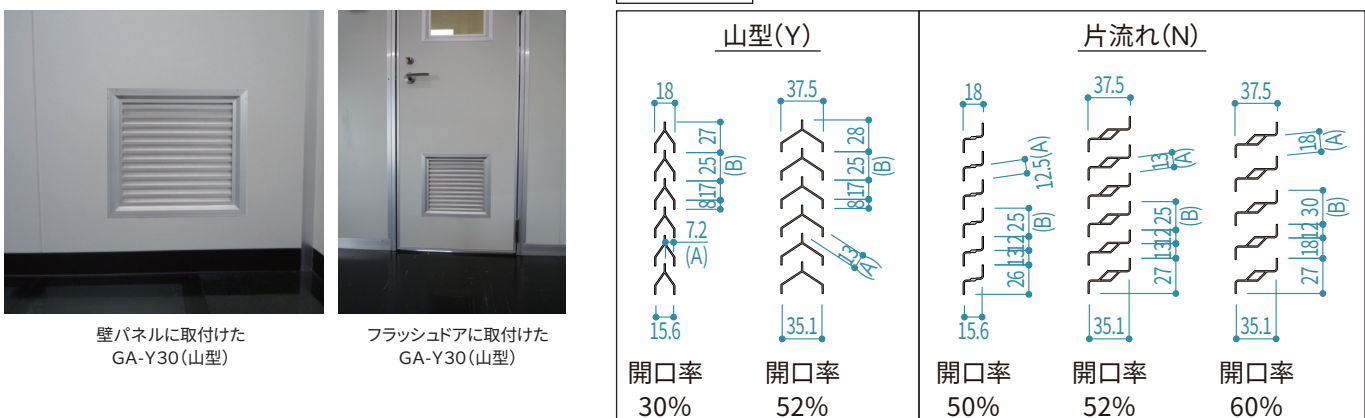 壁パネルに取付けた
GA-Y30(山型)
フラッシュドアに取付けた
GA-Y30(山型)
山型(Y)
18
27
25
(B)
17
8
7.2
(A)
15.6
開口率
30%
37.5
28
25
(B)
17
8
13
(A)
35.1
開口率
52%
片流れ(N)
18
12.5(A)
25
(B)
12
13
26
15.6
開口率
50%
37.5
13
(A)
25
(B)
12
13
27
35.1
開口率
52%
37.5
18
(A)
30
(B)
12
18
27
35.1
開口率
60%